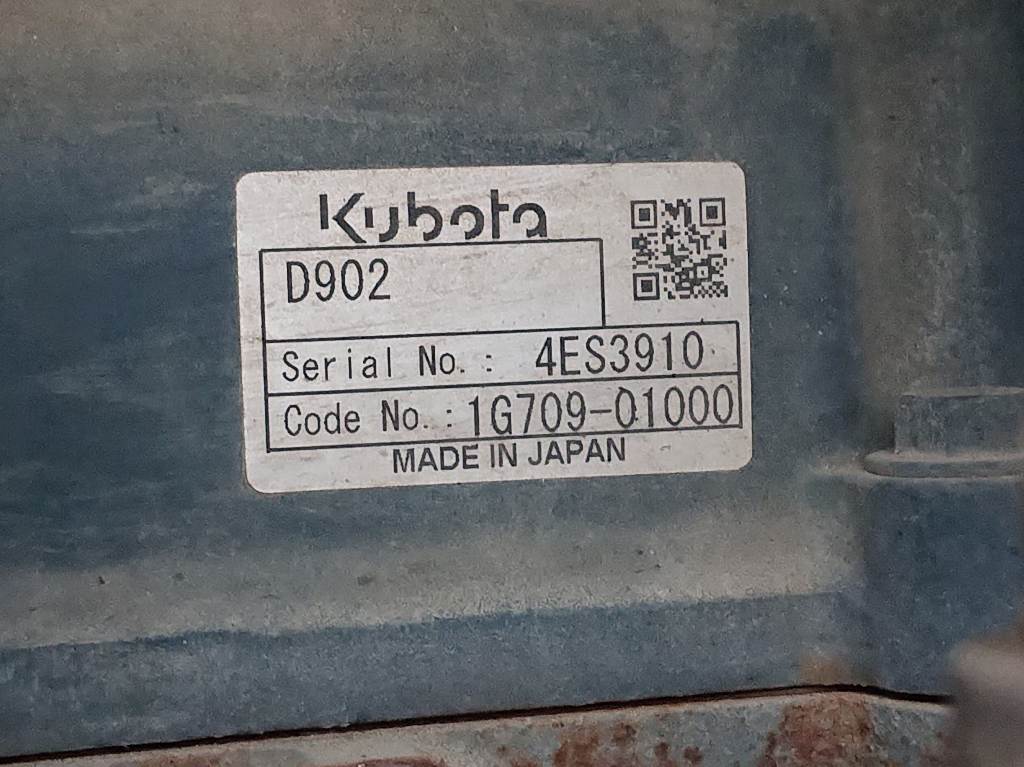 Kubota
D902
Serial No. : 4ES3910
Code No. : 1G709-01000
MADE IN JAPAN